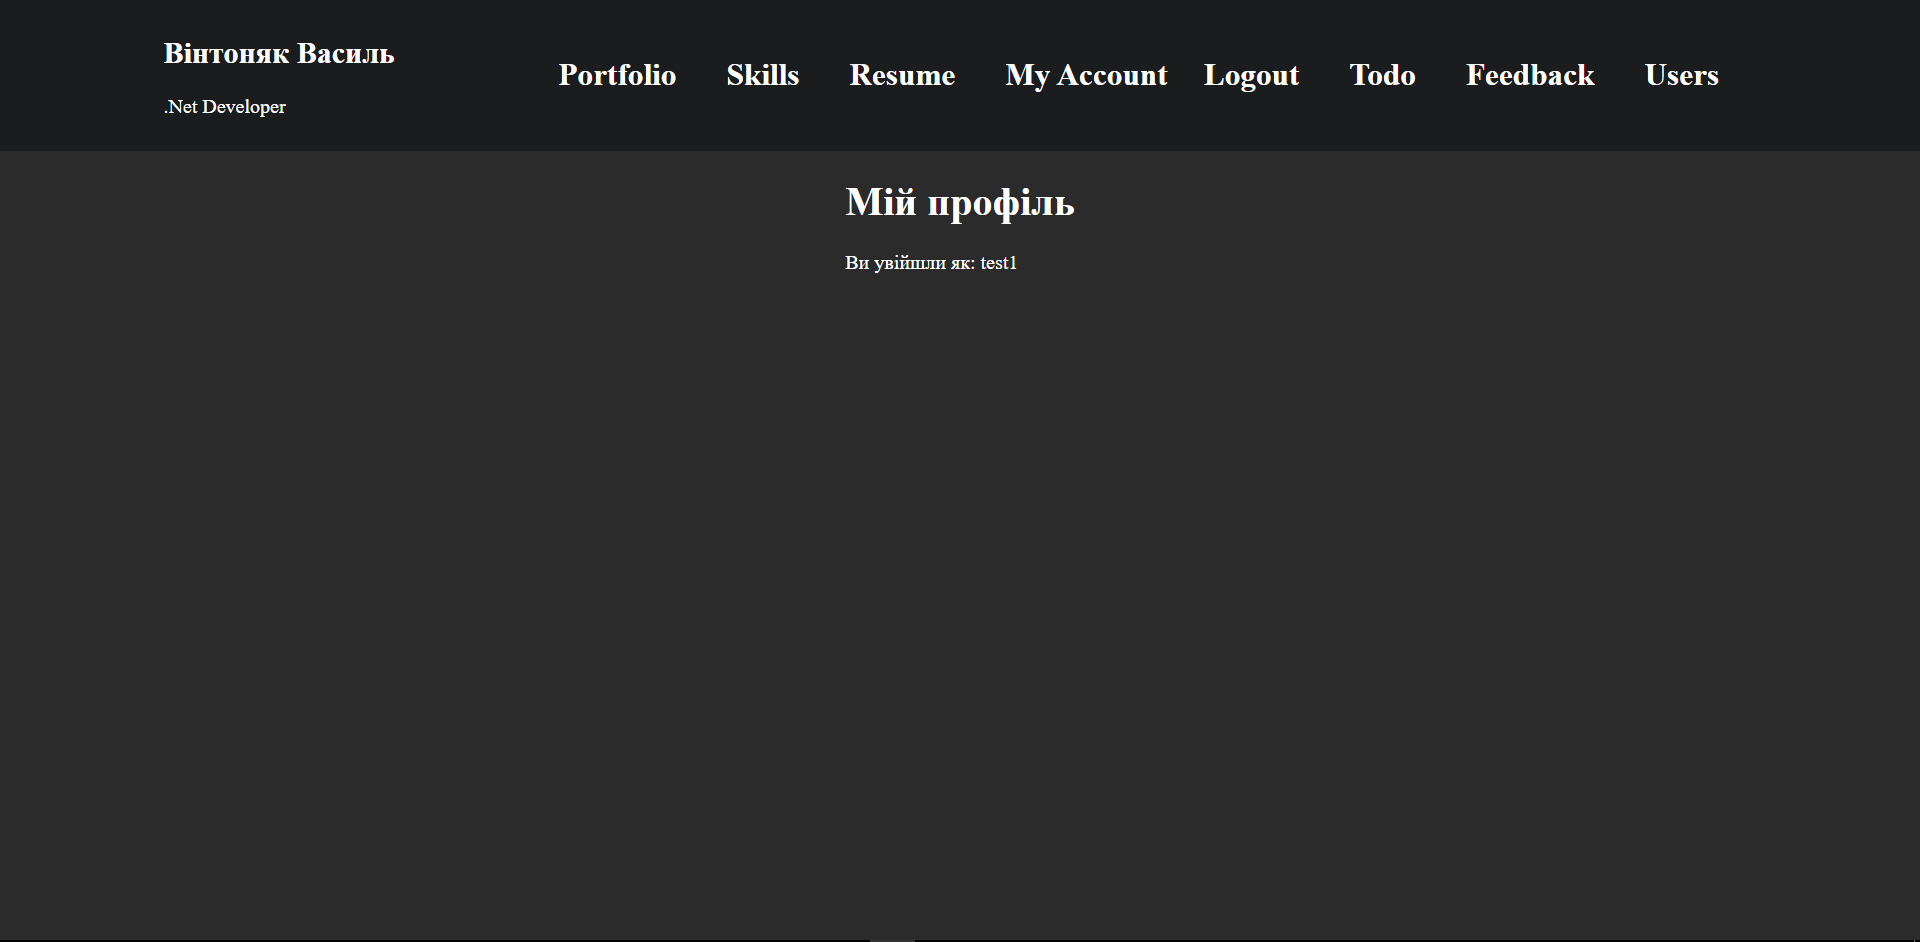 Вінтоняк Василь
.Net Developer
Portfolio Skills Resume My Account Logout Todo Feedback Users
Мій профіль
Ви увійшли як: test1